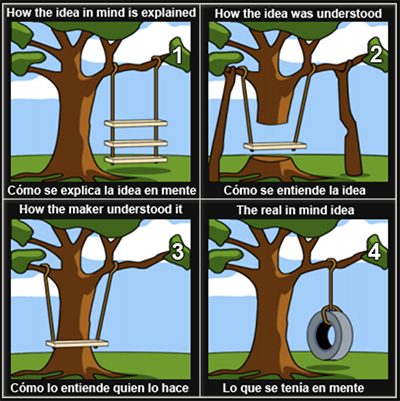 How the idea in mind is explained
1
Cómo se explica la idea en mente
How the idea was understood
2
Cómo se entiende la idea
How the maker understood it
3
Cómo lo entiende quien lo hace
The real in mind idea
4
Lo que se tenía en mente